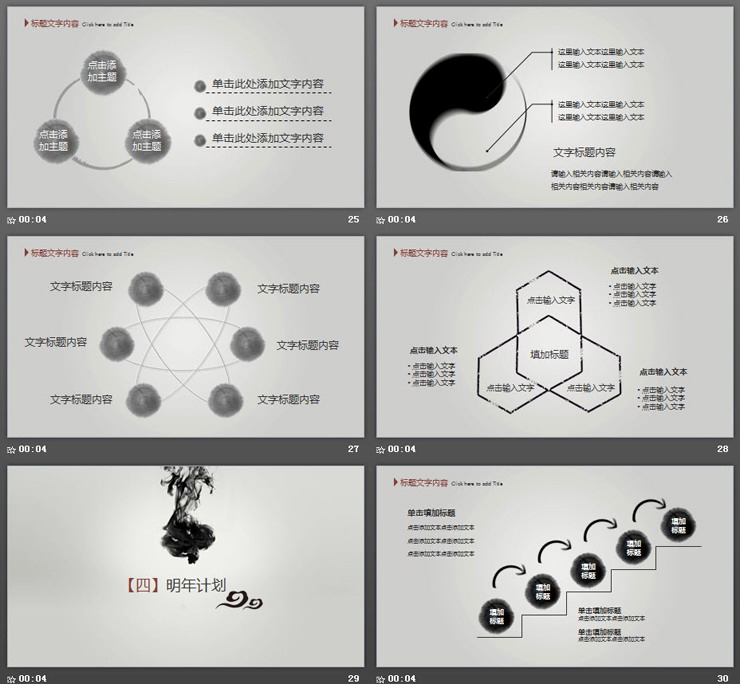 标题文字内容 Click here to add Title
点击添
加主题
点击添
加主题
点击添
加主题
单击此处添加文字内容
单击此处添加文字内容
单击此处添加文字内容
00:04
25
标题文字内容 Click here to add Title
这里输入文本这里输入文本
这里输入文本这里输入文本
这里输入文本这里输入文本
这里输入文本这里输入文本
文字标题内容
请输入相关内容请输入相关内容请输入
相关内容相关内容请输入相关内容
00:04
26
标题文字内容 Click here to add Title
文字标题内容
文字标题内容
文字标题内容
文字标题内容
文字标题内容
文字标题内容
00:04
27
标题文字内容 Click here to add Title
点击输入文本
• 点击输入文字
• 点击输入文字
• 点击输入文字
点击输入文字
填加标题
点击输入文字
点击输入文字
点击输入文本
• 点击输入文字
• 点击输入文字
• 点击输入文字
点击输入文本
• 点击输入文字
• 点击输入文字
• 点击输入文字
00:04
28
【四】明年计划
00:04
29
标题文字内容 Click here to add Title
单击填加标题
点击添加文本点击添加文本
点击添加文本点击添加文本
点击添加文本点击添加文本
填加
标题
填加
标题
填加
标题
填加
标题
填加
标题
单击填加标题
点击添加文本点击添加文本
单击填加标题
点击添加文本点击添加文本
00:04
30